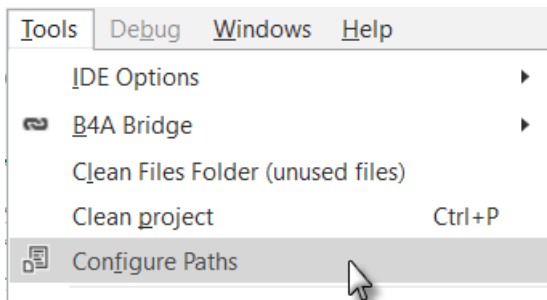 Tools Debug Windows Help
IDE Options
B4A Bridge
Clean Files Folder (unused files)
Clean project Ctrl+P
Configure Paths